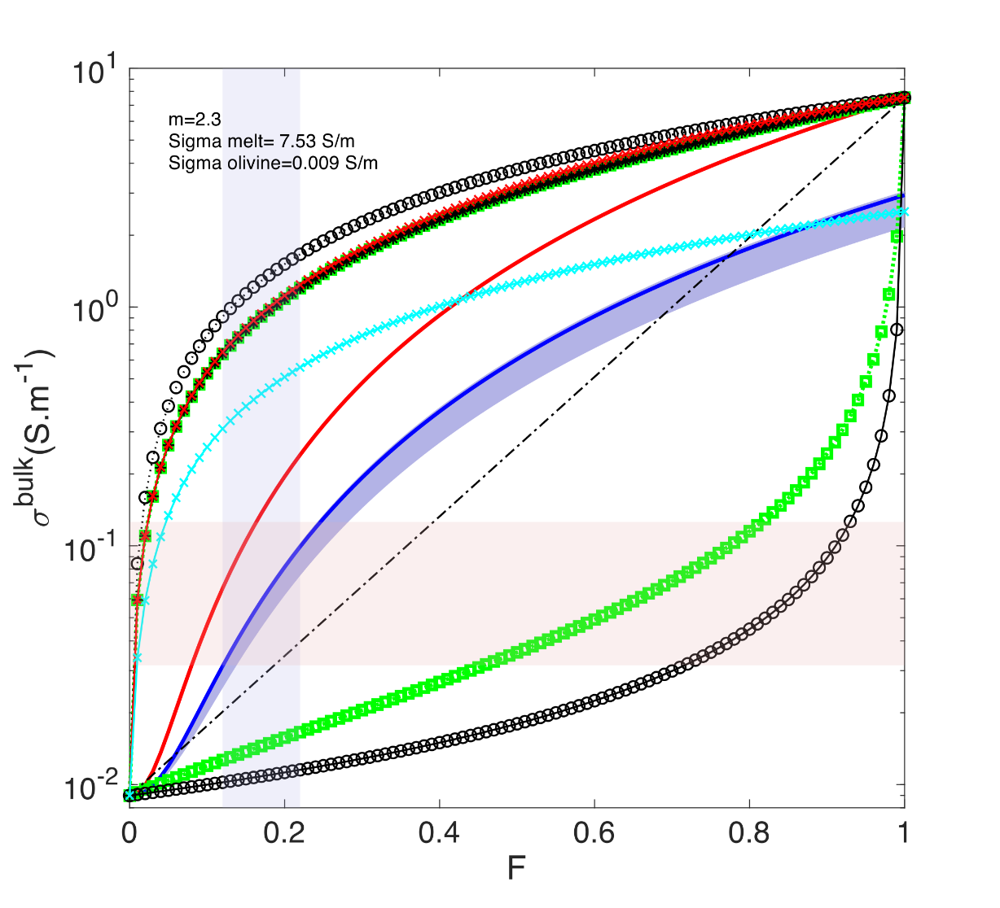 10^1
m=2.3
Sigma melt= 7.53 S/m
Sigma olivine=0.009 S/m
10^0
σ^bulk(S.m^-1)
10^-1
10^-2
0 0.2 0.4 0.6 0.8 1
F